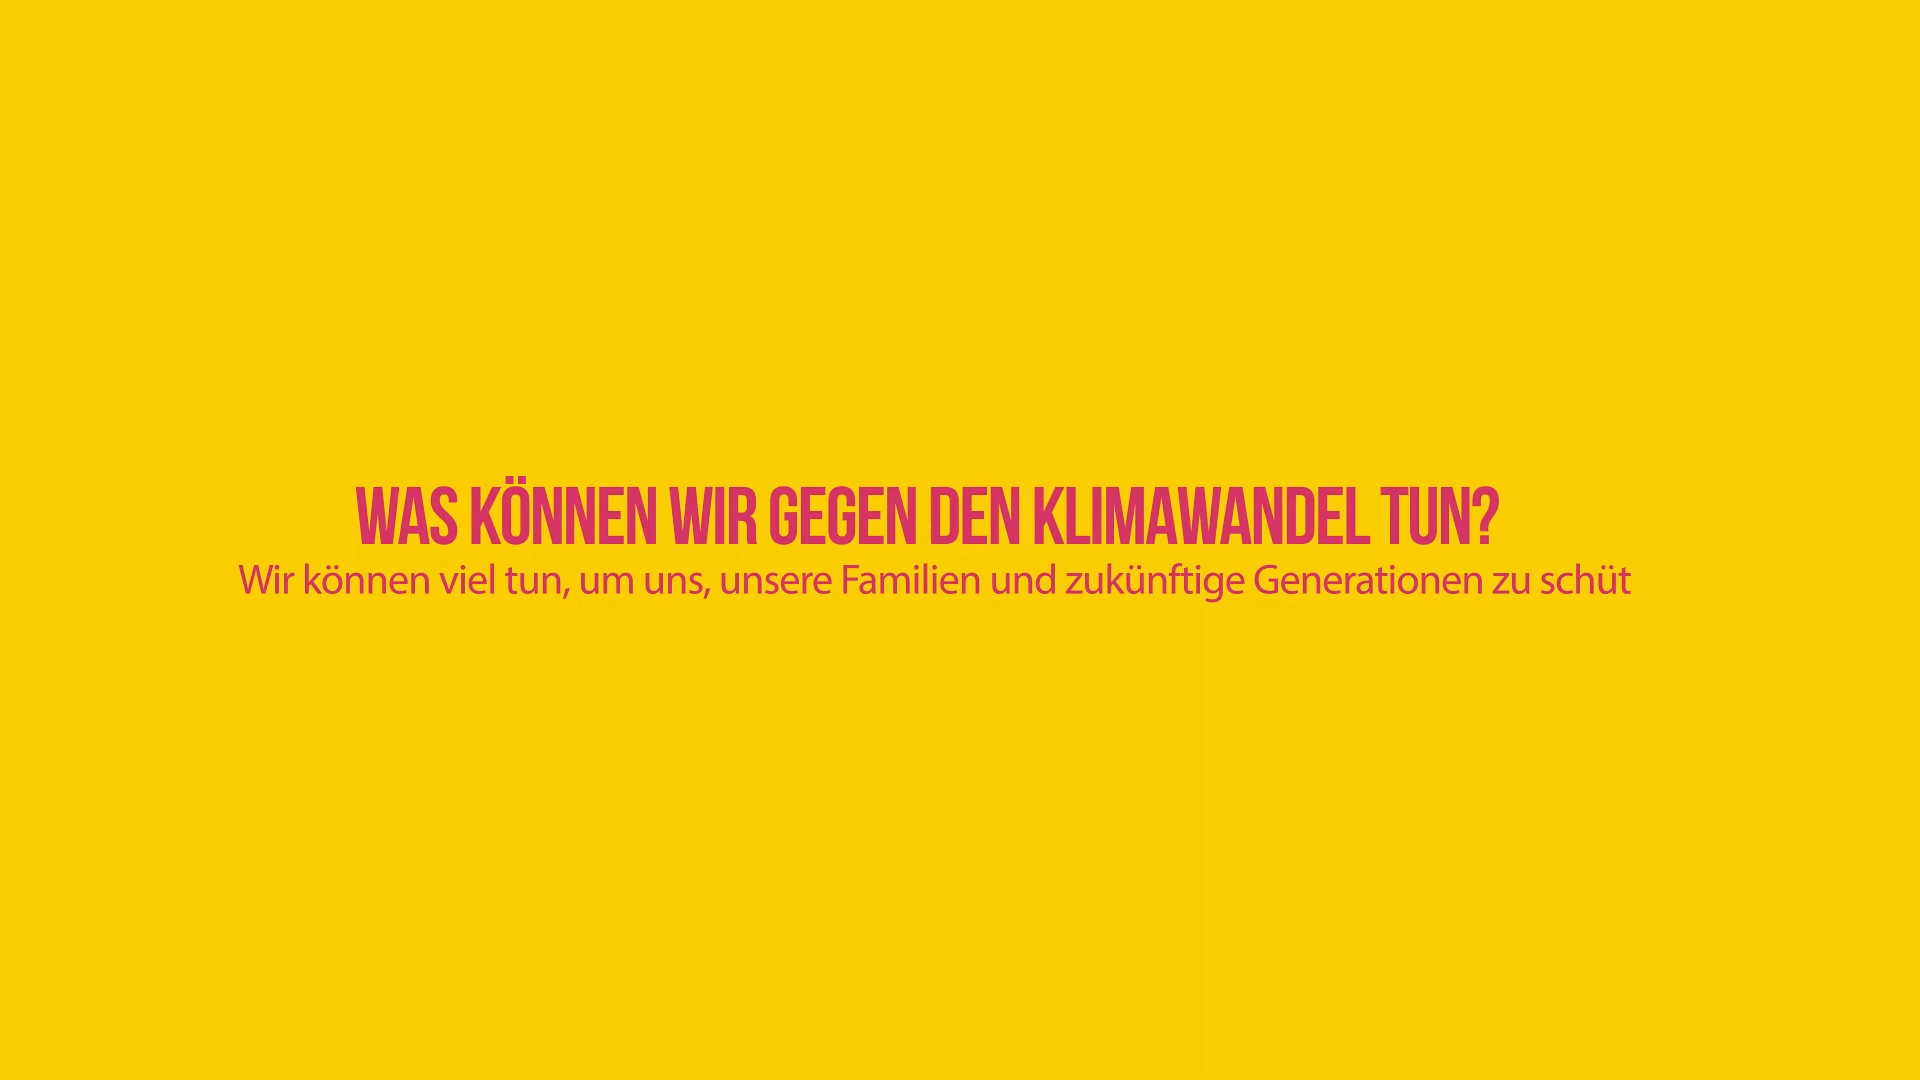 WAS KÖNNEN WIR GEGEN DEN KLIMAWANDEL TUN?
Wir können viel tun, um uns, unsere Familien und zukünftige Generationen zu schüt